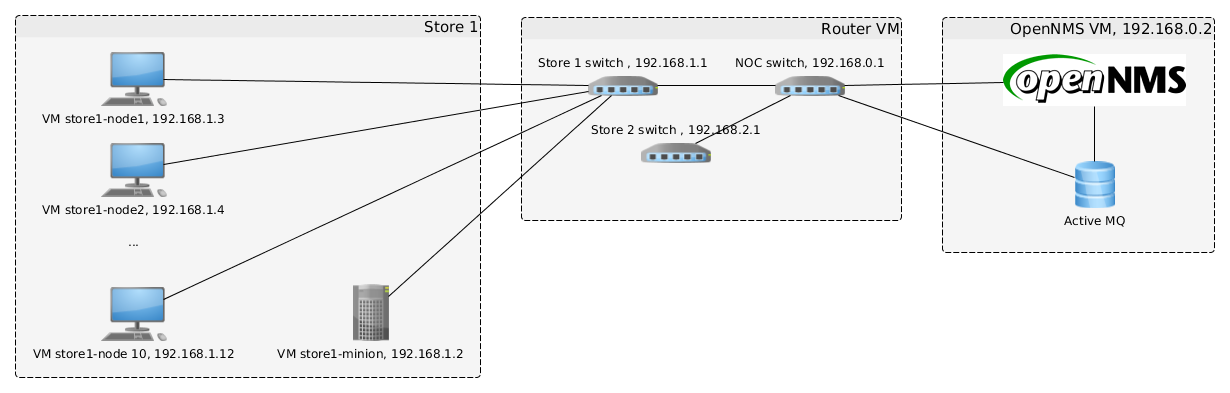 Store 1
Router VM
OpenNMS VM, 192.168.0.2
Store 1 switch , 192.168.1.1
NOC switch, 192.168.0.1
openNMS
VM store1-node1, 192.168.1.3
Store 2 switch , 192.168.2.1
VM store1-node2, 192.168.1.4
Active MQ
...
VM store1-node 10, 192.168.1.12
VM store1-minion, 192.168.1.2